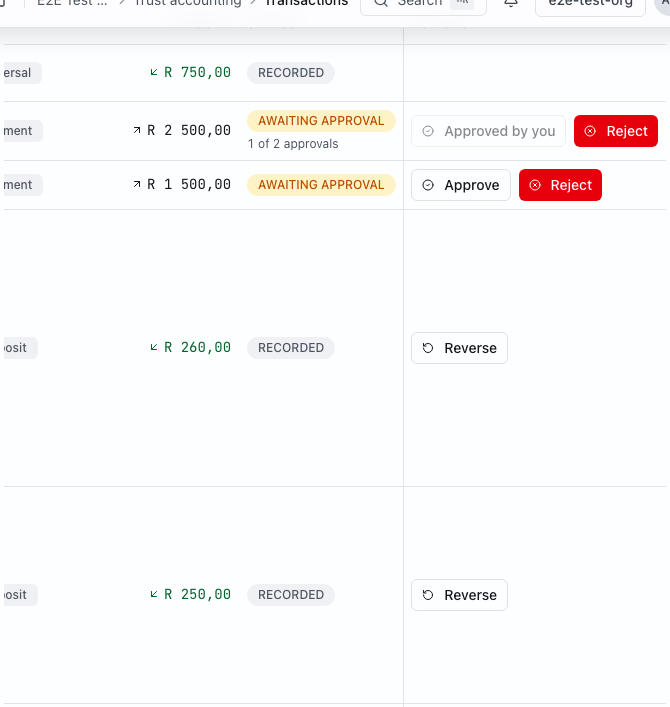 E2E Test ... > Trust accounting > Transactions Search e2e-test-org
ersal R 750,00 RECORDED
ment R 2 500,00 AWAITING APPROVAL Approved by you Reject
1 of 2 approvals
ment R 1 500,00 AWAITING APPROVAL Approve Reject
osit R 260,00 RECORDED Reverse
osit R 250,00 RECORDED Reverse